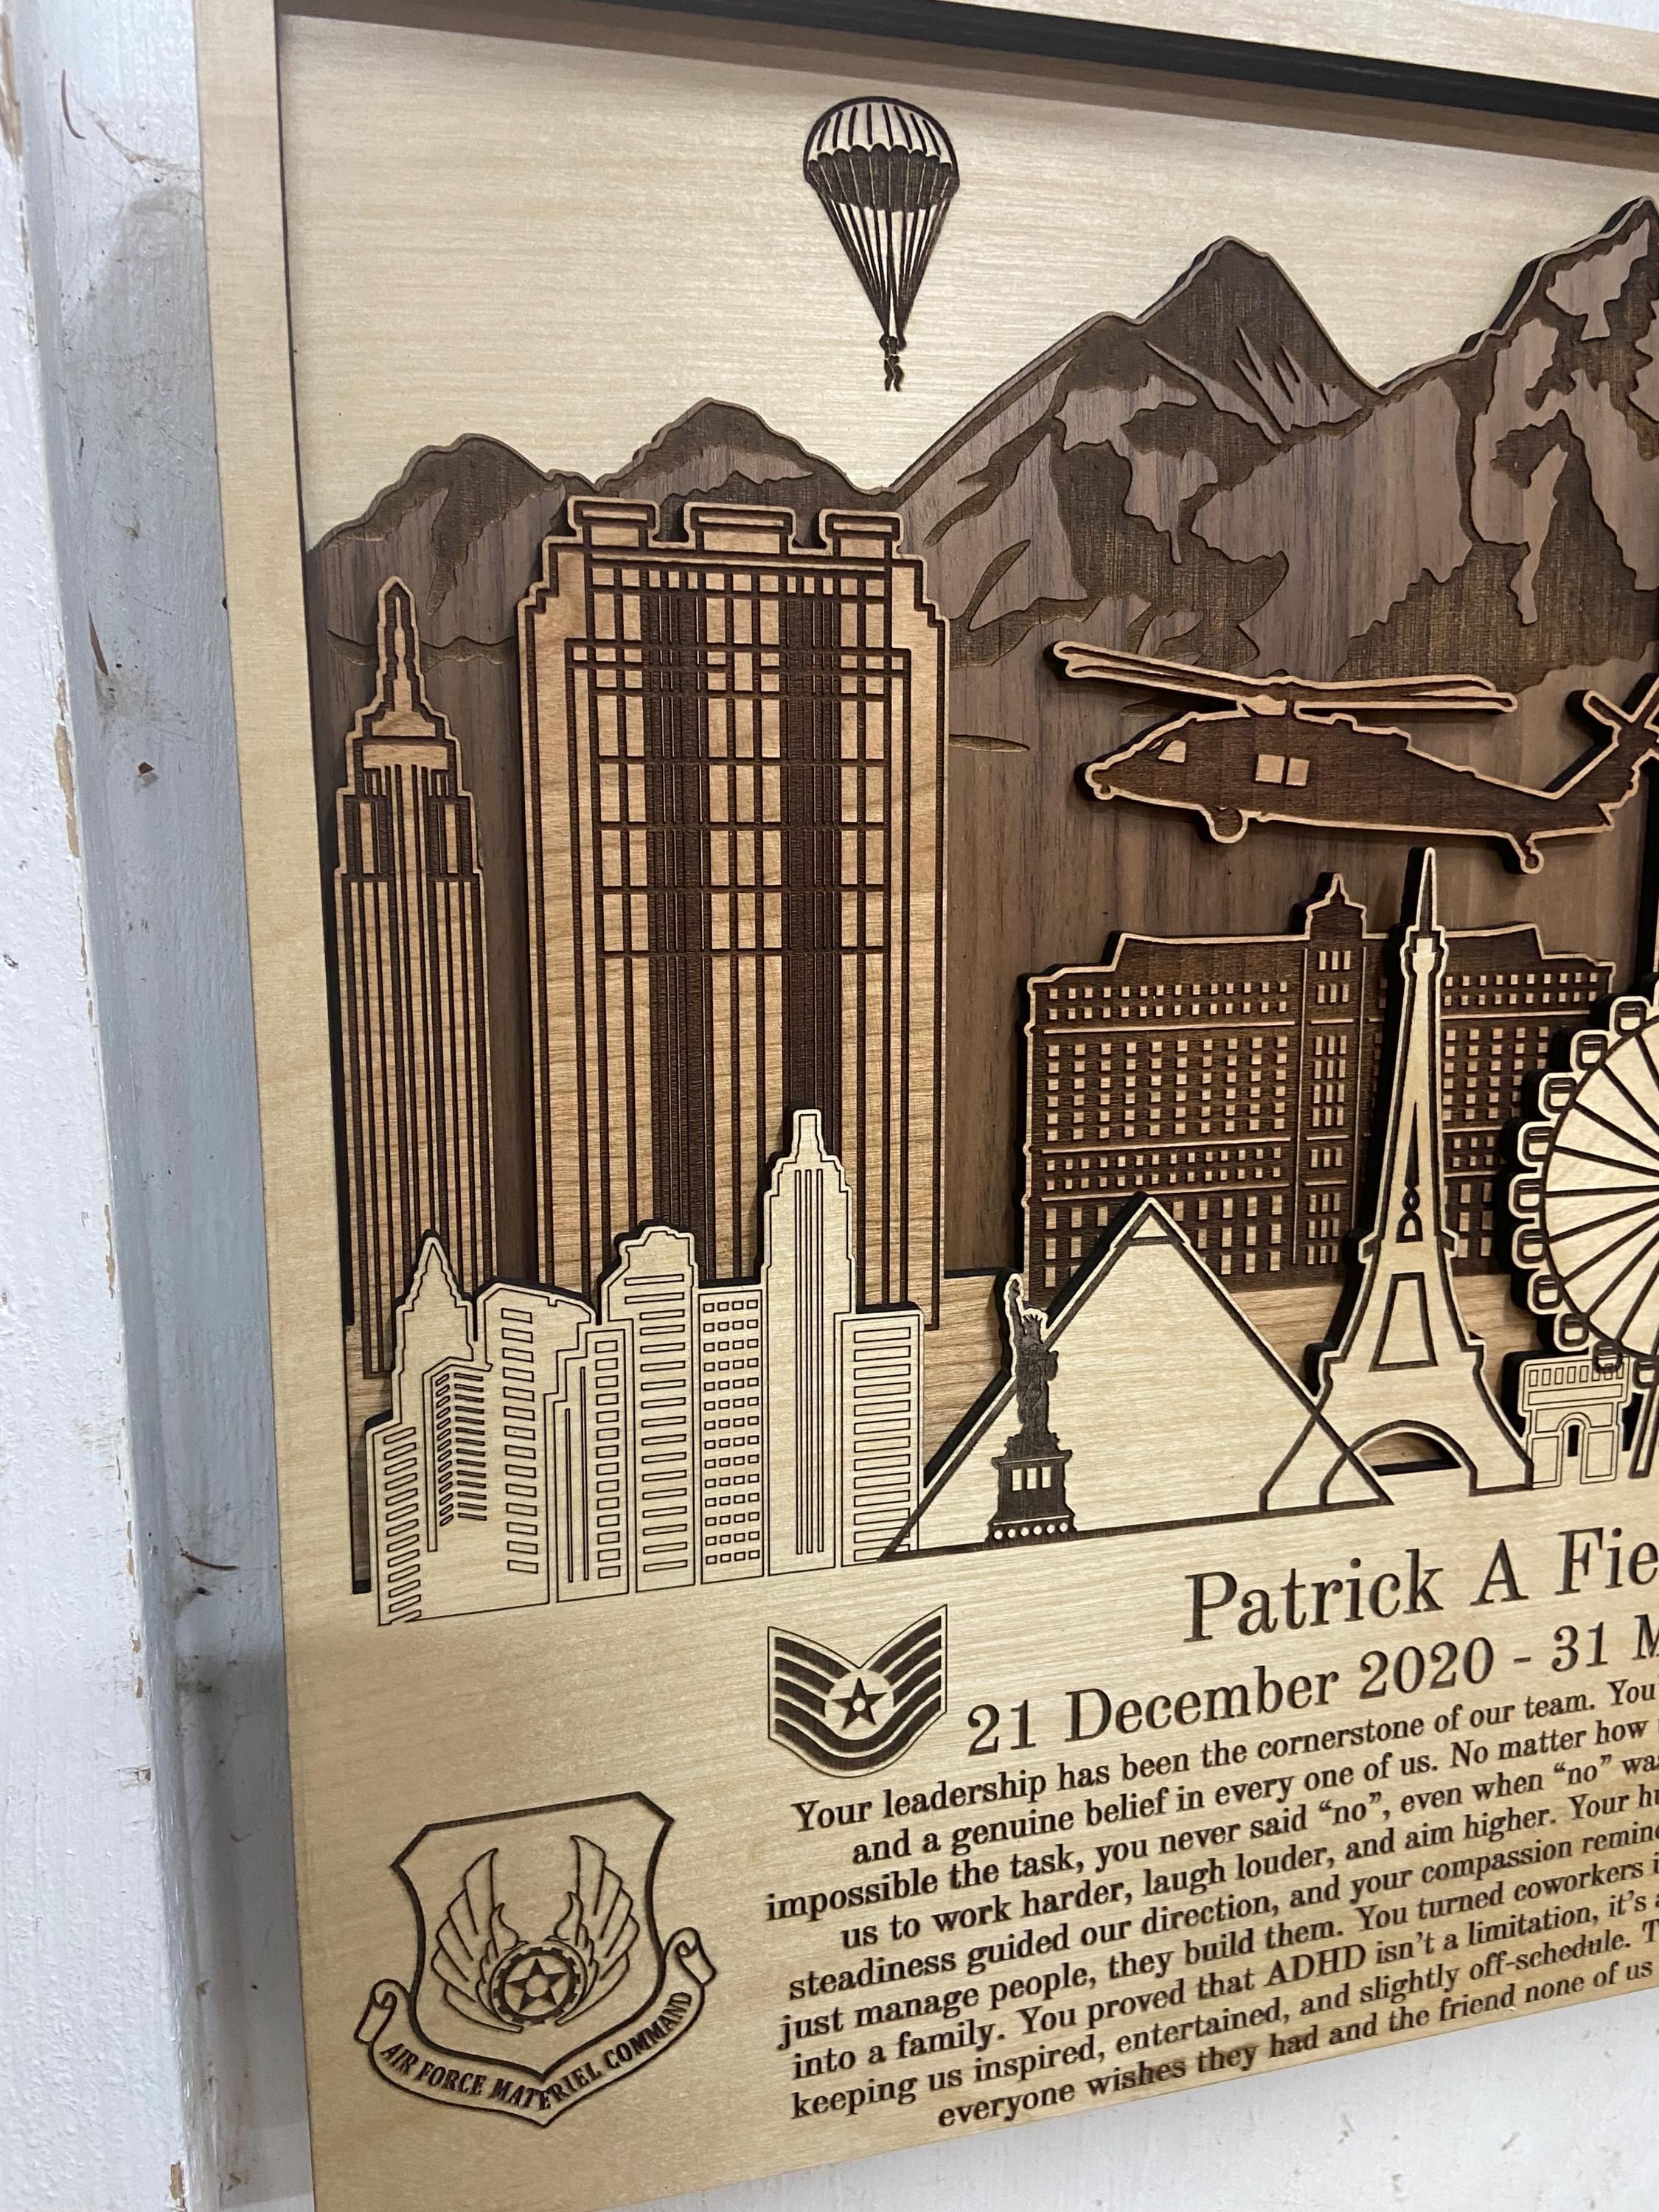 Patrick A Fie
21 December 2020 - 31 M
Your leadership has been the cornerstone of our team. You
and a genuine belief in every one of us. No matter how
impossible the task, you never said “no”, even when “no” was
us to work harder, laugh louder, and aim higher. Your hu
steadiness guided our direction, and your compassion remind
just manage people, they build them. You turned coworkers i
into a family. You proved that ADHD isn’t a limitation, it’s a
keeping us inspired, entertained, and slightly off-schedule. T
everyone wishes they had and the friend none of us
AIR FORCE MATERIEL COMMAND